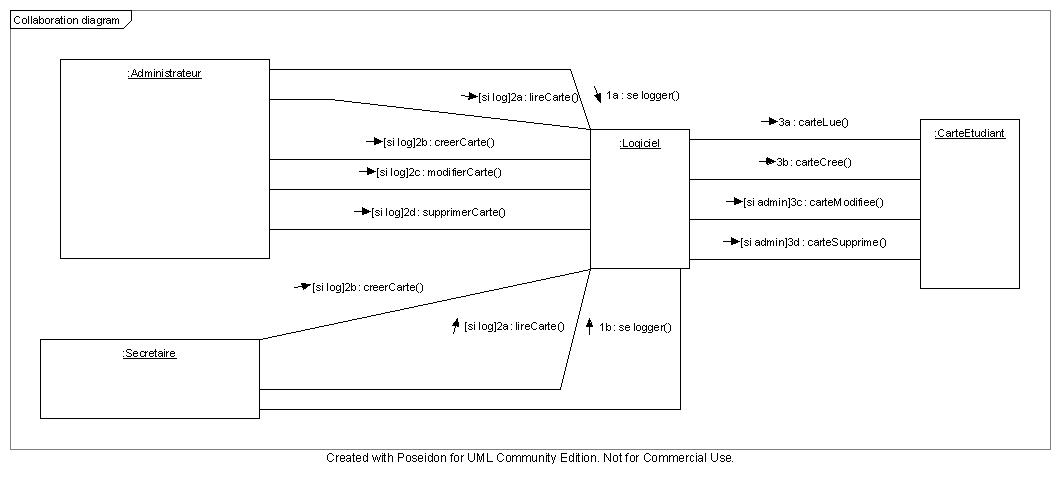 Collaboration diagram
:Administrateur
[si log]2a : lireCarte()
1a : se logger()
3a : carteLue()
:CarteEtudiant
[si log]2b : creerCarte()
:Logiciel
3b : carteCree()
[si log]2c : modifierCarte()
[si admin]3c : carteModifiee()
[si log]2d : supprimerCarte()
[si admin]3d : carteSupprime()
[si log]2b : creerCarte()
[si log]2a : lireCarte()
1b : se logger()
:Secretaire
Created with Poseidon for UML Community Edition. Not for Commercial Use.